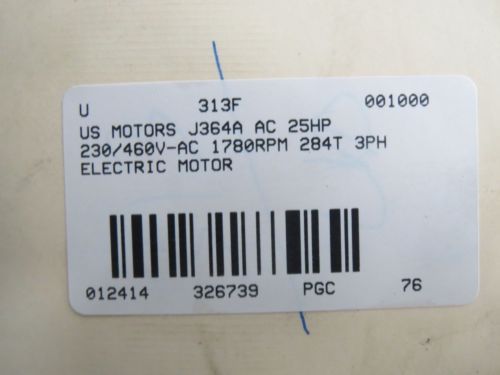 U 313F 001000
US MOTORS J364A AC 25HP
230/460V-AC 1780RPM 284T 3PH
ELECTRIC MOTOR
012414 326739 PGC 76